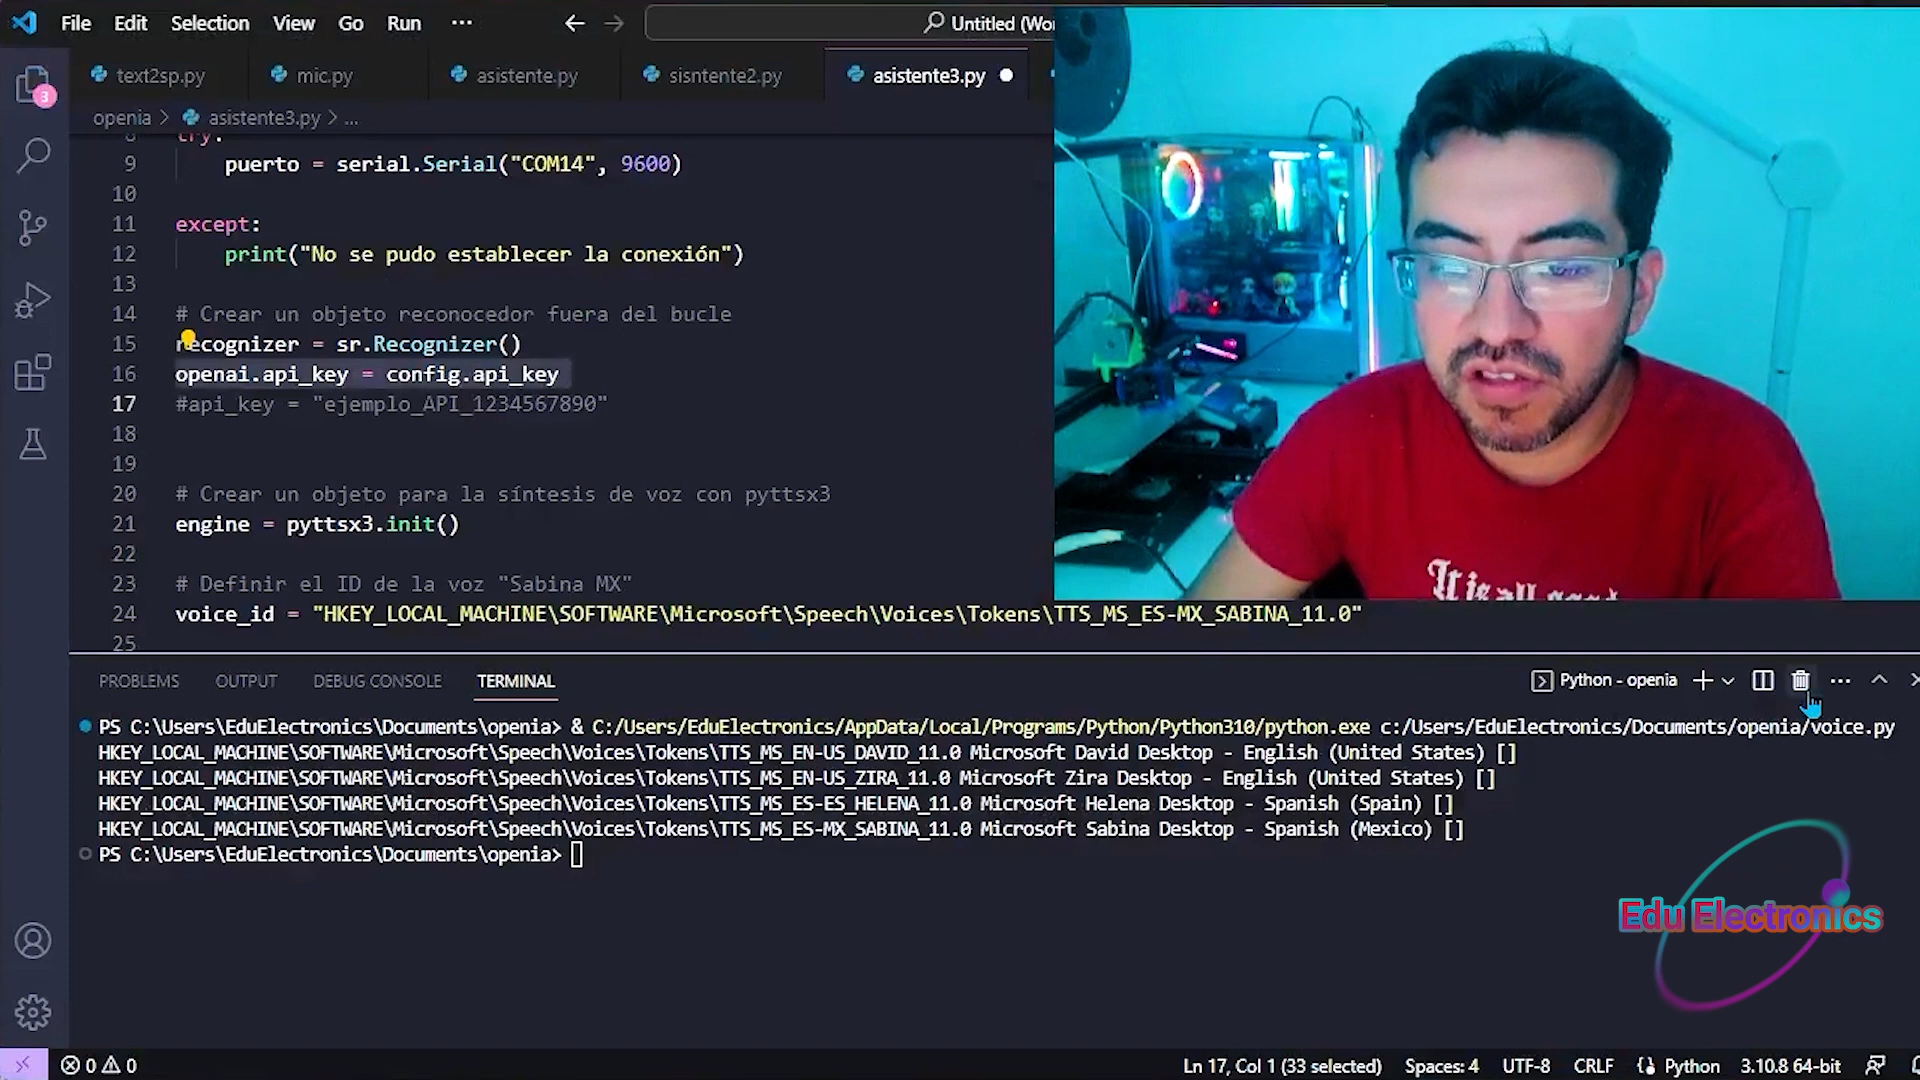 File Edit Selection View Go Run ···
Untitled (Wor
text2sp.py mic.py asistente.py sisntente2.py asistente3.py
openia > asistente3.py > ...
8 try:
9 puerto = serial.Serial("COM14", 9600)
10
11 except:
12 print("No se pudo establecer la conexión")
13
14 # Crear un objeto reconocedor fuera del bucle
15 recognizer = sr.Recognizer()
16 openai.api_key = config.api_key
17 #api_key = "ejemplo_API_1234567890"
18
19
20 # Crear un objeto para la síntesis de voz con pyttsx3
21 engine = pyttsx3.init()
22
23 # Definir el ID de la voz "Sabina MX"
24 voice_id = "HKEY_LOCAL_MACHINE\SOFTWARE\Microsoft\Speech\Voices\Tokens\TTS_MS_ES-MX_SABINA_11.0"
25
3
PROBLEMS OUTPUT DEBUG CONSOLE TERMINAL Python - openia
PS C:\Users\EduElectronics\Documents\openia> & C:/Users/EduElectronics/AppData/Local/Programs/Python/Python310/python.exe c:/Users/EduElectronics/Documents/openia/voice.py
HKEY_LOCAL_MACHINE\SOFTWARE\Microsoft\Speech\Voices\Tokens\TTS_MS_EN-US_DAVID_11.0 Microsoft David Desktop - English (United States) []
HKEY_LOCAL_MACHINE\SOFTWARE\Microsoft\Speech\Voices\Tokens\TTS_MS_EN-US_ZIRA_11.0 Microsoft Zira Desktop - English (United States) []
HKEY_LOCAL_MACHINE\SOFTWARE\Microsoft\Speech\Voices\Tokens\TTS_MS_ES-ES_HELENA_11.0 Microsoft Helena Desktop - Spanish (Spain) []
HKEY_LOCAL_MACHINE\SOFTWARE\Microsoft\Speech\Voices\Tokens\TTS_MS_ES-MX_SABINA_11.0 Microsoft Sabina Desktop - Spanish (Mexico) []
PS C:\Users\EduElectronics\Documents\openia>
Edu Electronics
0 0
Ln 17, Col 1 (33 selected) Spaces: 4 UTF-8 CRLF Python 3.10.8 64-bit